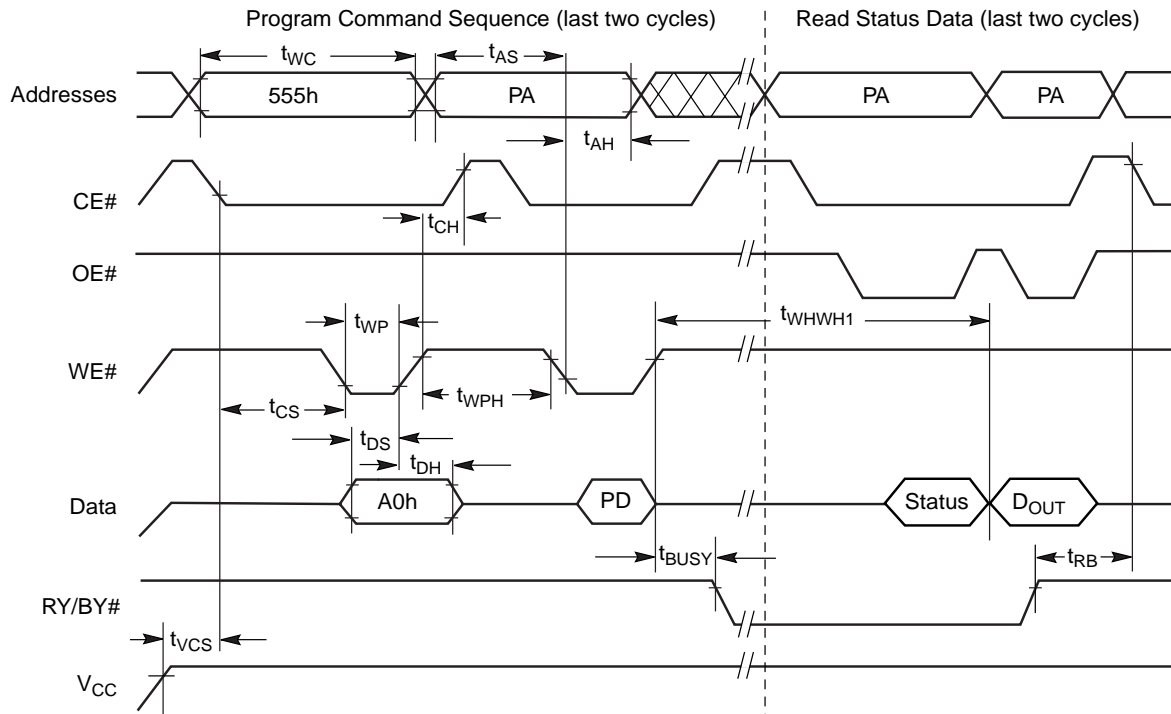 Program Command Sequence (last two cycles)
Read Status Data (last two cycles)
tWC
tAS
Addresses
555h
PA
PA
PA
tAH
CE#
tCH
OE#
tWP
tWHWH1
WE#
tCS
tWPH
tDS
tDH
Data
A0h
PD
Status
DOUT
tBUSY
tRB
RY/BY#
tVCS
VCC